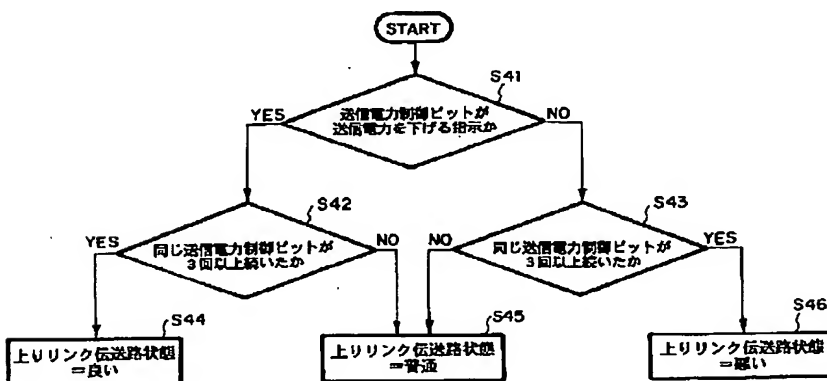 START
S41
YES
送信電力制御ビットが
送信電力を下げる指示か
NO
S42
YES
同じ送信電力制御ビットが
3回以上続いたか
NO
S43
NO
同じ送信電力制御ビットが
3回以上続いたか
YES
S44
上りリンク伝送路状態
=良い
S45
上りリンク伝送路状態
=普通
S46
上りリンク伝送路状態
=悪い